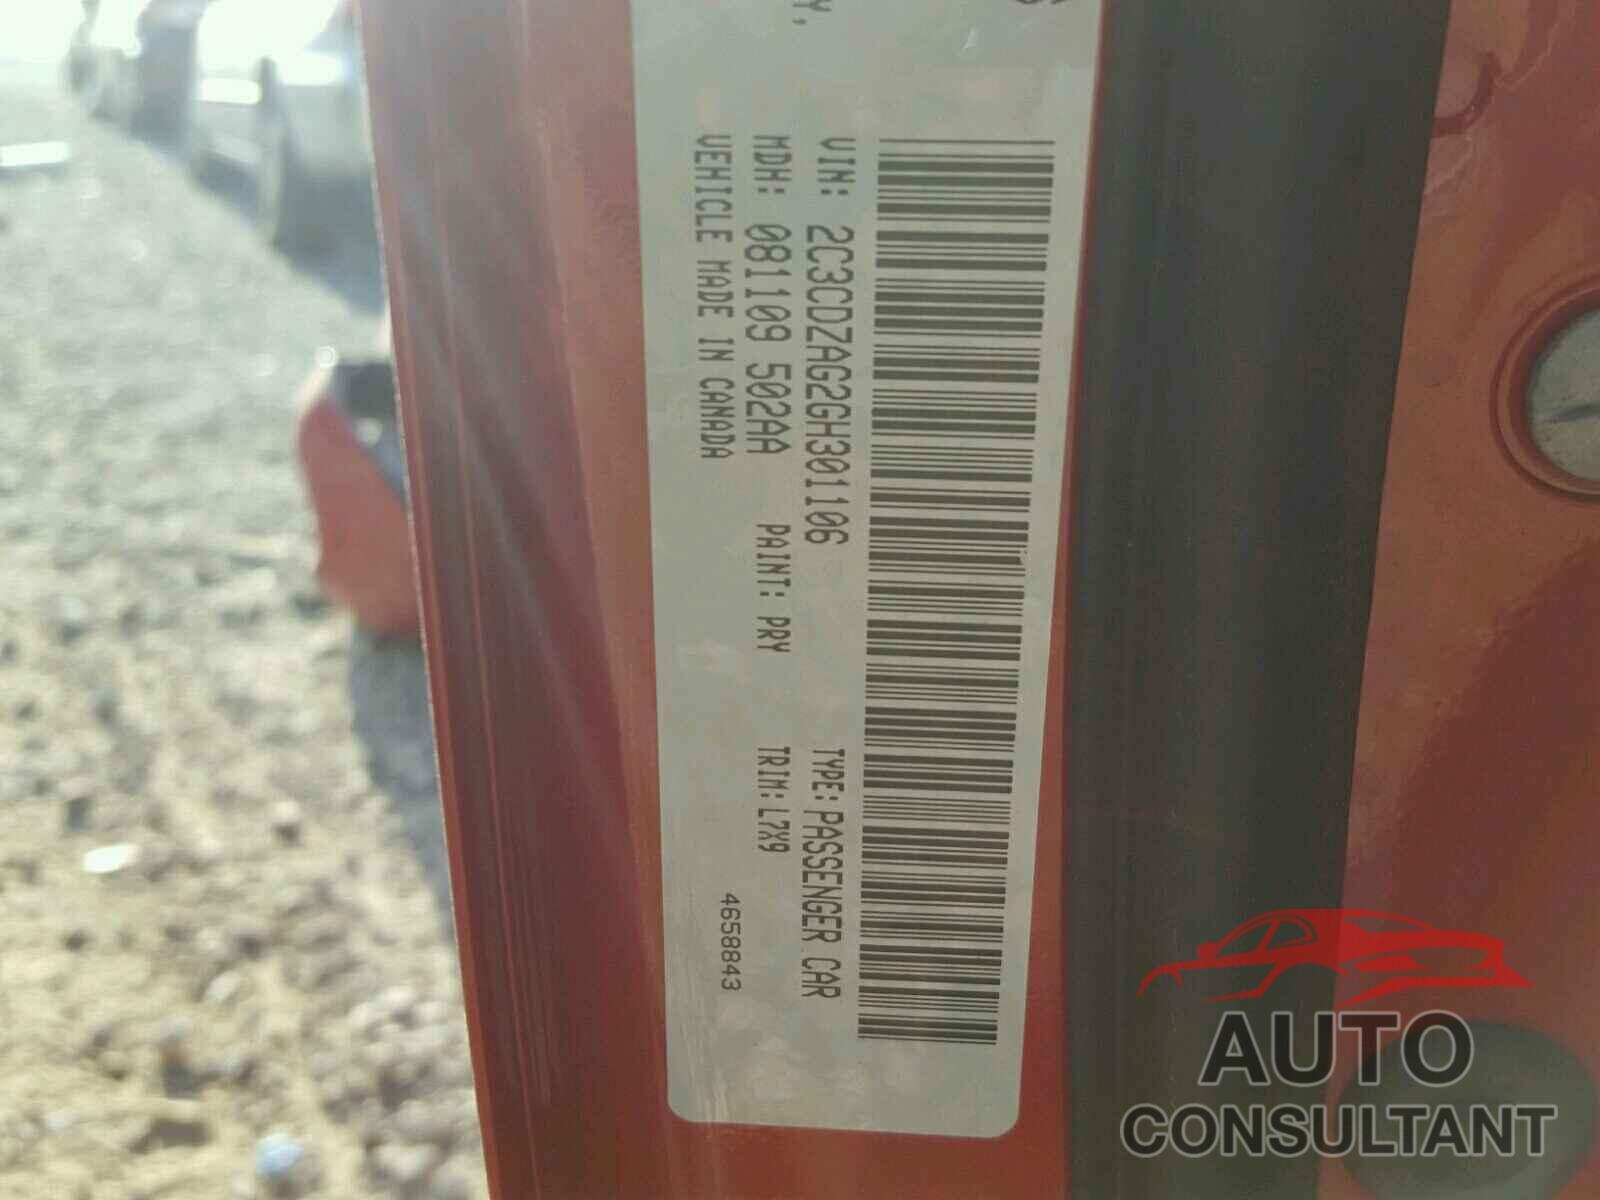 VIN: 2C3CDZAG2GH301106
TYPE: PASSENGER CAR
MDH: 081109 502AA
PAINT: PRY
TRIM: L7X9
VEHICLE MADE IN CANADA
4658843
AUTO
CONSULTANT